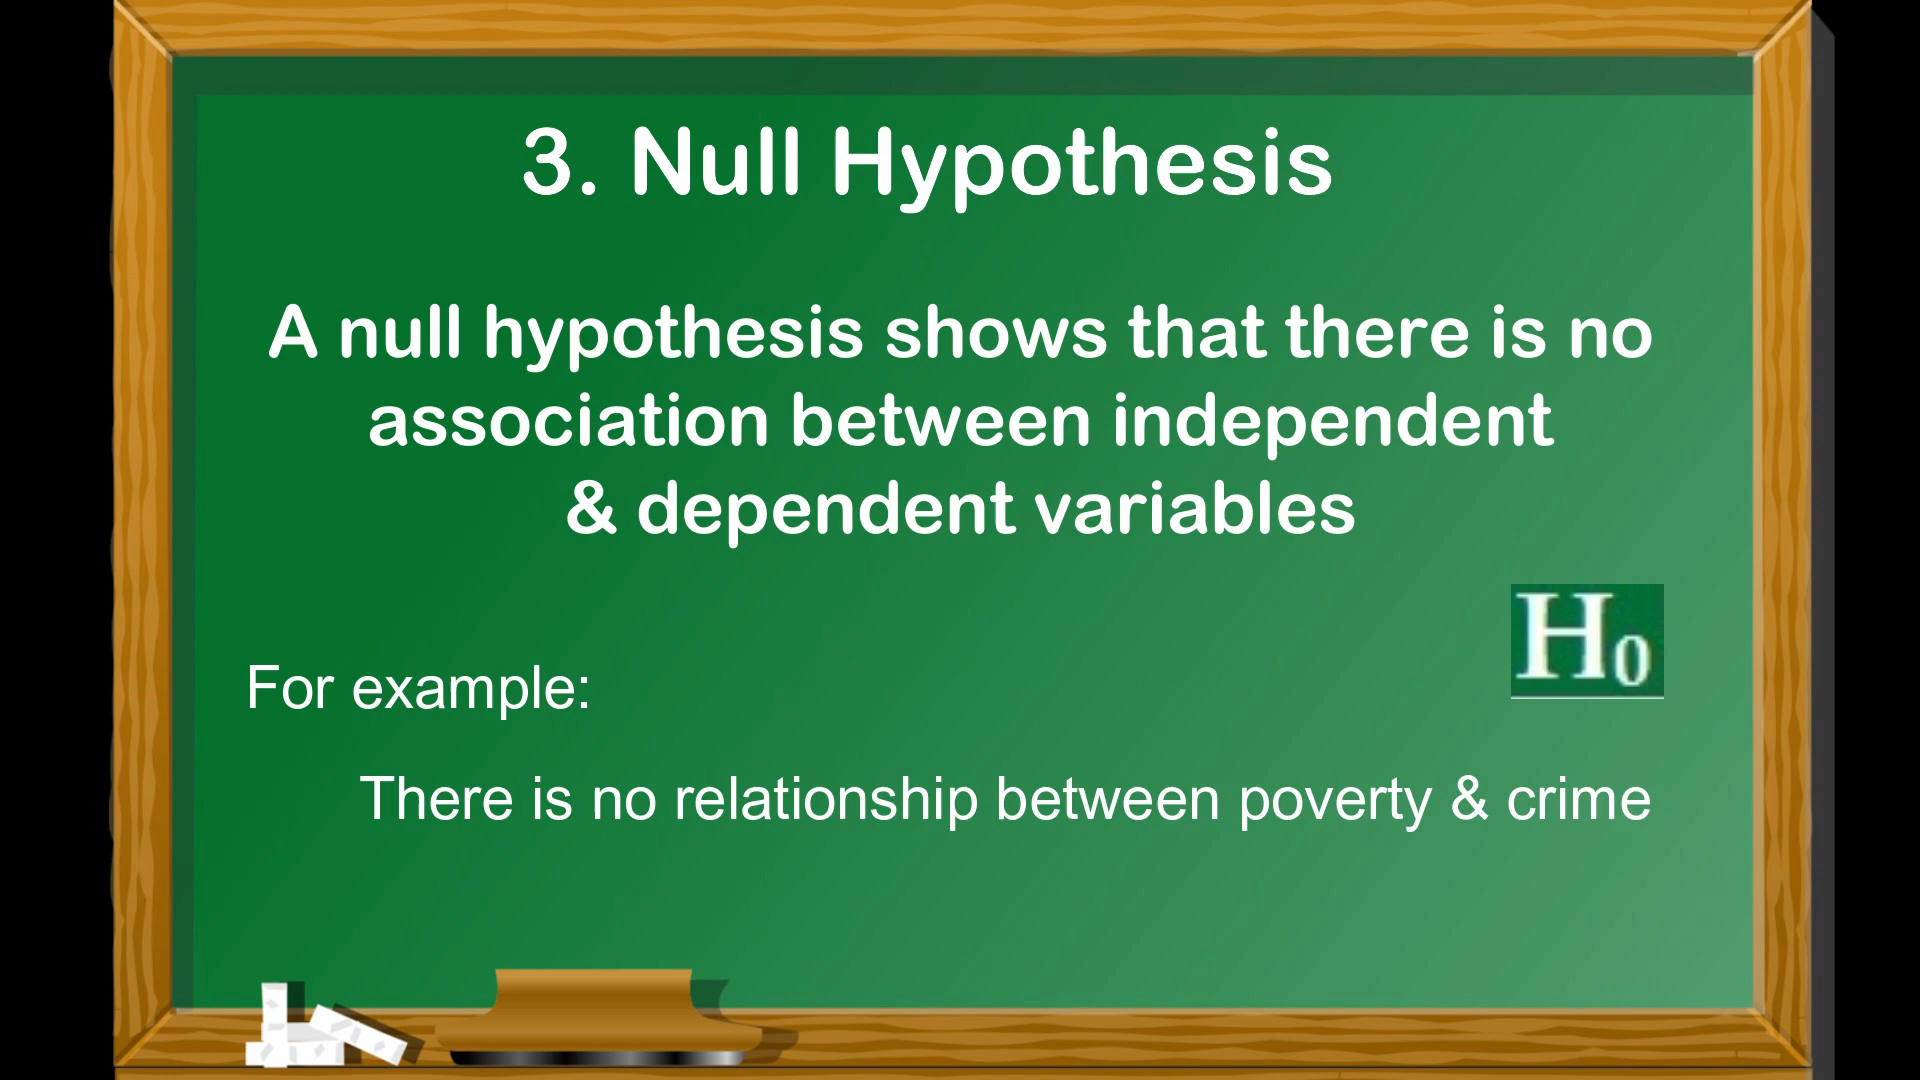 3. Null Hypothesis
A null hypothesis shows that there is no
association between independent
& dependent variables
H0
For example:
There is no relationship between poverty & crime